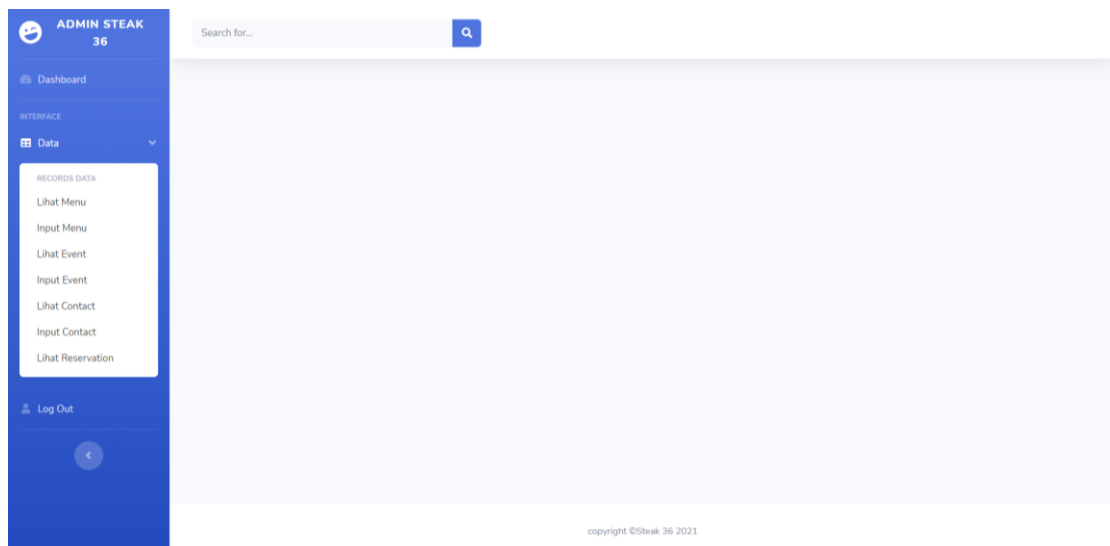 ADMIN STEAK
36
Search for...
Dashboard
INTERFACE
Data
RECORDS DATA
Lihat Menu
Input Menu
Lihat Event
Input Event
Lihat Contact
Input Contact
Lihat Reservation
Log Out
copyright ©Steak 36 2021